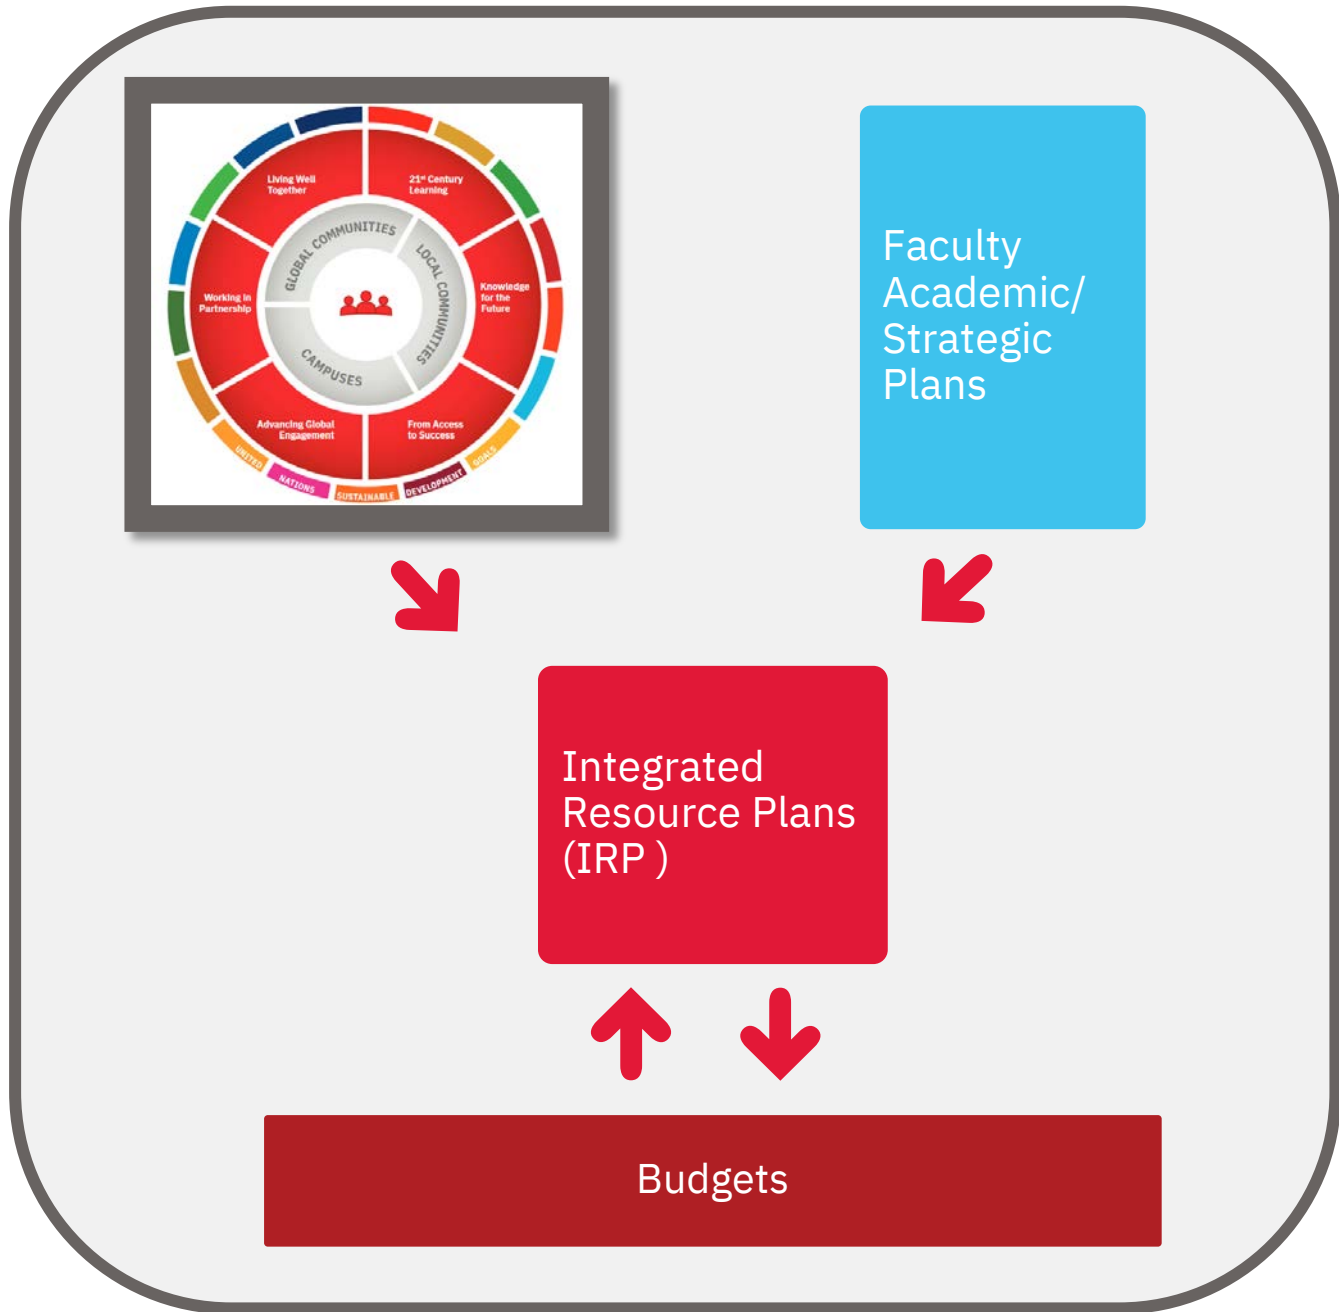 Living Well
Together
21st Century
Learning
GLOBAL COMMUNITIES
LOCAL COMMUNITIES
CAMPUSES
Working in
Partnership
Knowledge
for the
Future
Advancing Global
Engagement
From Access
to Success
UNITED
NATIONS
SUSTAINABLE
DEVELOPMENT
GOALS
Faculty
Academic/
Strategic
Plans
Integrated
Resource Plans
(IRP )
Budgets